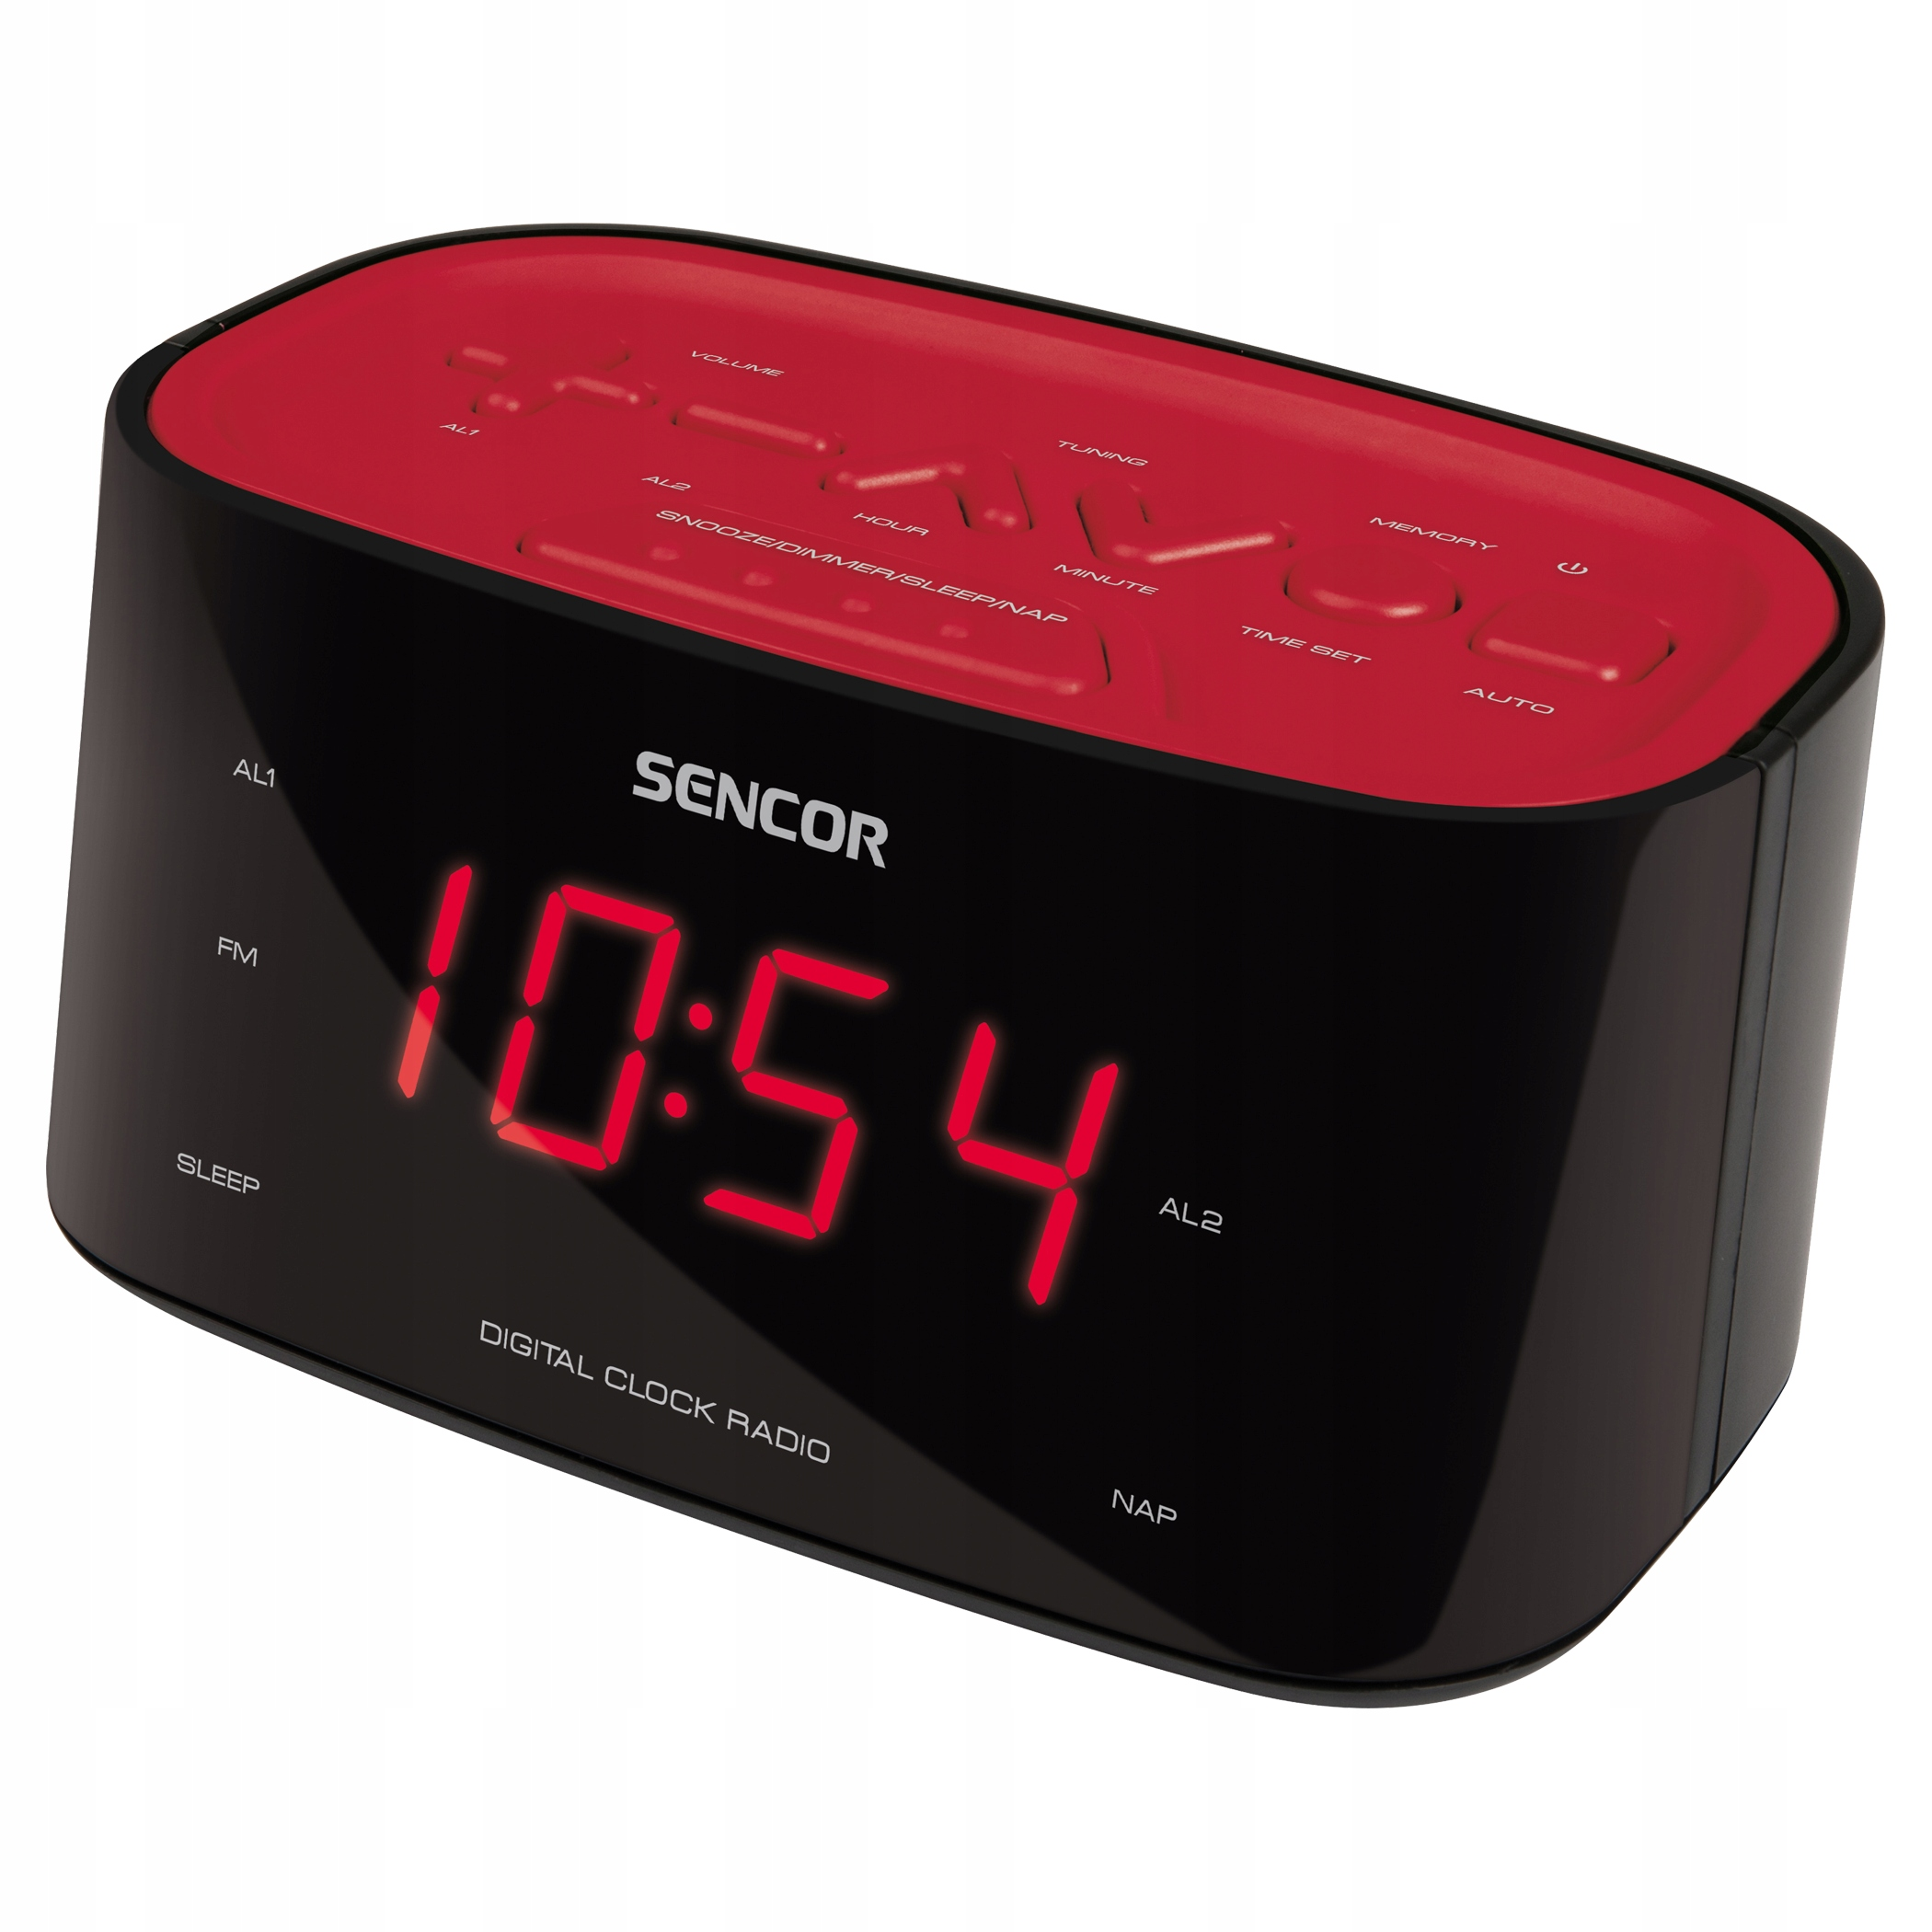 VOLUME
AL1
TUNING
AL2
HOUR
SNOOZE/DIMMER/SLEEP/NAP
MEMORY
MINUTE
TIME SET
AUTO
SENCOR
AL1
FM
10:54
SLEEP
AL2
DIGITAL CLOCK RADIO
NAP